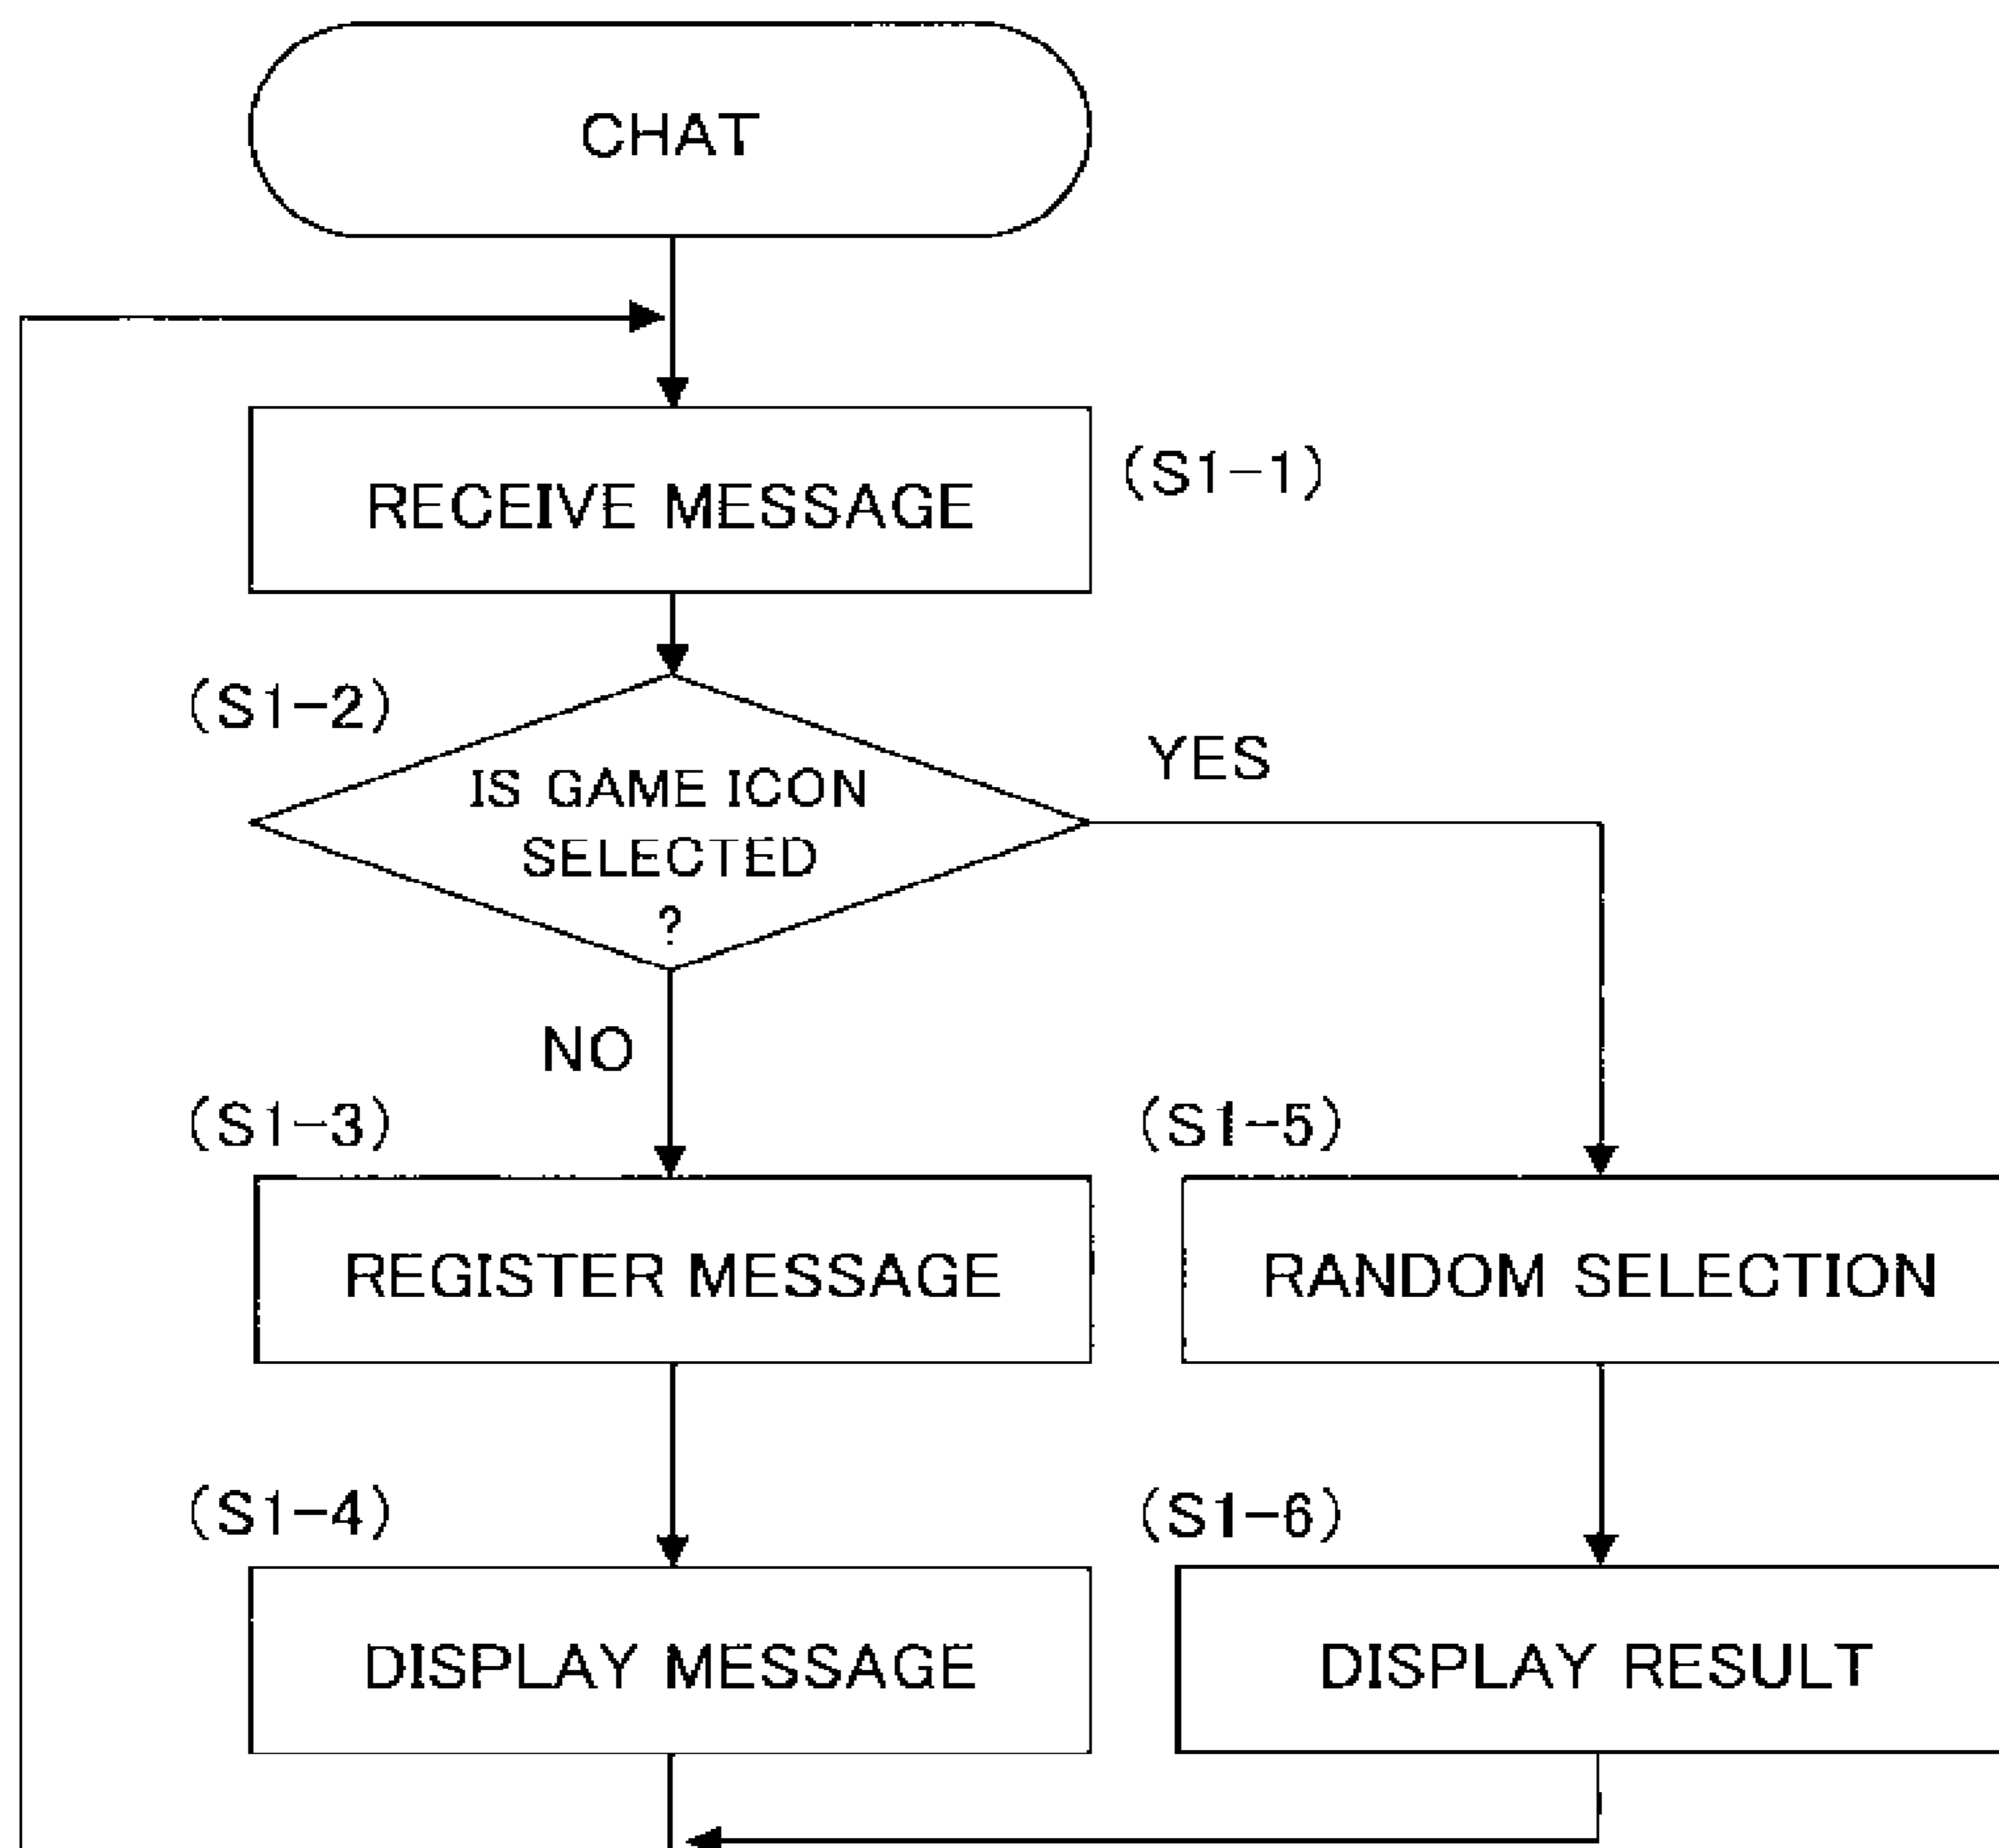 CHAT
RECEIVE MESSAGE
(S1-1)
(S1-2)
IS GAME ICON
SELECTED
?
YES
NO
(S1-3)
REGISTER MESSAGE
(S1-5)
RANDOM SELECTION
(S1-4)
DISPLAY MESSAGE
(S1-6)
DISPLAY RESULT